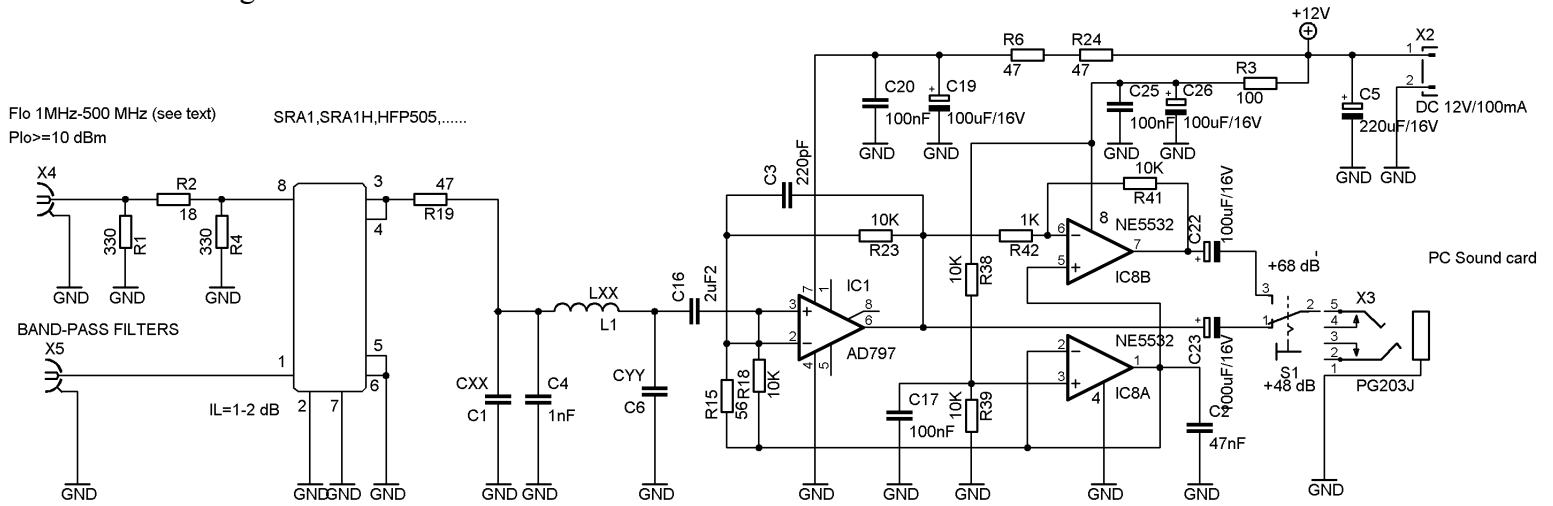 g
+12V
X2
R6
R24
1
47
47
R3
2
C20
C19
C25
C26
C5
100
100nF
100uF/16V
100nF
100uF/16V
220uF/16V
DC 12V/100mA
+
+
+
GND
GND
GND
GND
GND
GND
Flo 1MHz-500 MHz (see text)
Plo>=10 dBm
SRA1,SRA1H,HFP505,......
X4
R2
18
8
3
4
47
R19
330
R1
330
R4
GND
GND
GND
BAND-PASS FILTERS
X5
1
5
6
IL=1-2 dB
2
7
GND
GND
GND
GND
C3
220pF
10K
R23
10K
R41
1K
R42
10K
R38
6
5
8
7
NE5532
IC8B
C22
100uF/16V
+
+68 dB
PC Sound card
LXX
L1
C16
2uF2
IC1
7
1
3
2
8
6
4
5
AD797
CXX
C1
C4
1nF
CYY
C6
R15
56
R18
10K
C17
100nF
10K
R39
2
3
1
4
NE5532
IC8A
C23
100uF/16V
+
3
1
2
S1
+48 dB
X3
5
4
3
2
1
PG203J
C2
47nF
GND
GND
GND
GND
GND
GND
GND
GND
GND